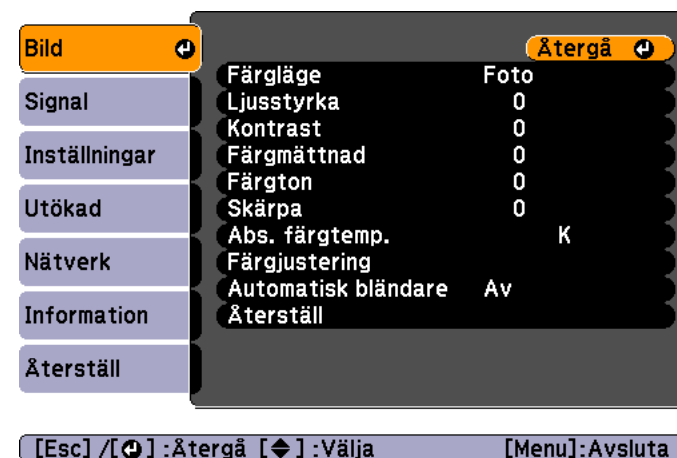 Bild
Signal
Inställningar
Utökad
Nätverk
Information
Återställ
Återgå
Färgläge Foto
Ljusstyrka 0
Kontrast 0
Färgmättnad 0
Färgton 0
Skärpa 0
Abs. färgtemp. K
Färgjustering
Automatisk bländare Av
Återställ
[Esc] /[ ] :Återgå [ ] :Välja [Menu]:Avsluta